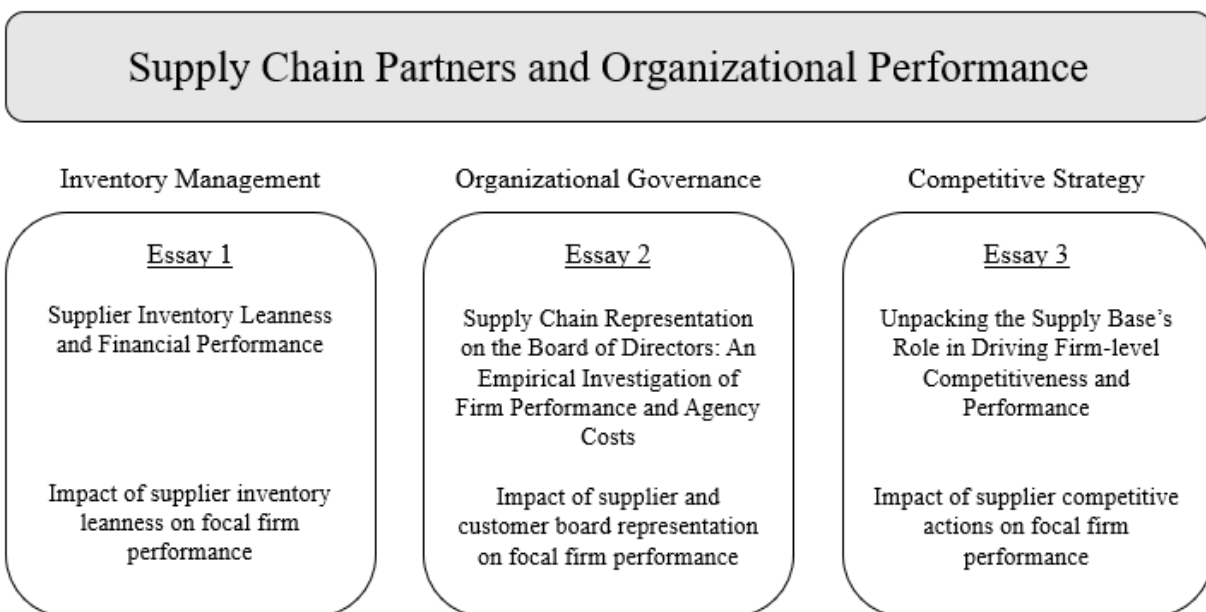 Supply Chain Partners and Organizational Performance
Inventory Management
Organizational Governance
Competitive Strategy
Essay 1
Supplier Inventory Leanness
and Financial Performance
Impact of supplier inventory
leanness on focal firm
performance
Essay 2
Supply Chain Representation
on the Board of Directors: An
Empirical Investigation of
Firm Performance and Agency
Costs
Impact of supplier and
customer board representation
on focal firm performance
Essay 3
Unpacking the Supply Base's
Role in Driving Firm-level
Competitiveness and
Performance
Impact of supplier competitive
actions on focal firm
performance